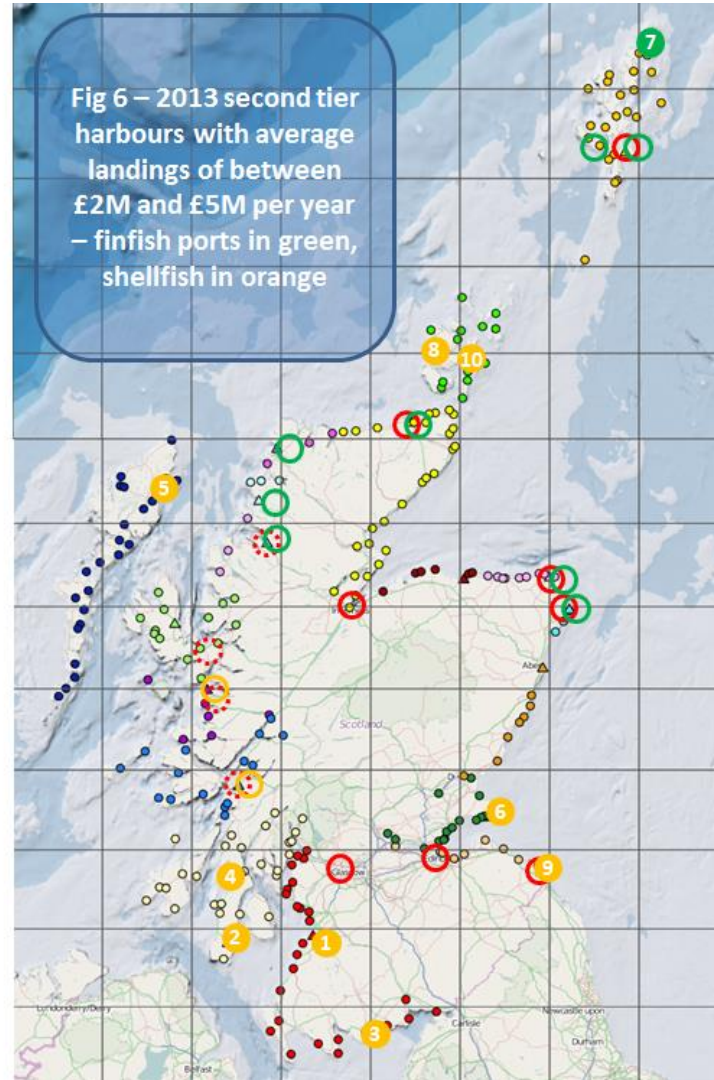 Fig 6 – 2013 second tier
harbours with average
landings of between
£2M and £5M per year
– finfish ports in green,
shellfish in orange
7
8
10
5
Aber
Scotland
6
Glasgow
9
4
2
1
3
Londonderry/Derry
Carlisle
Newcastle upon
Durham
Belfast